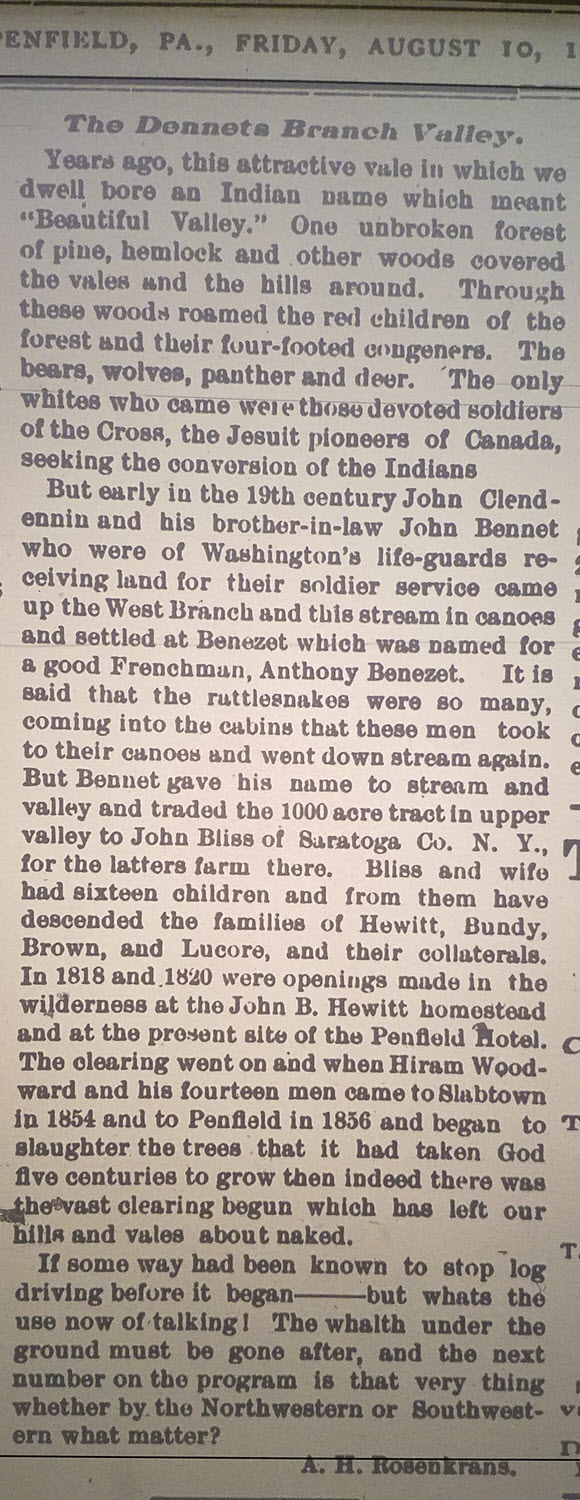 PENFIELD, PA., FRIDAY, AUGUST 10, 1
The Dennets Branch Valley.
Years ago, this attractive vale in which we
dwell bore an Indian name which meant
"Beautiful Valley." One unbroken forest
of pine, hemlock and other woods covered
the vales and the hills around. Through
these woods roamed the red children of the
forest and their four-footed congeners. The
bears, wolves, panther and deer. The only
whites who came were those devoted soldiers
of the Cross, the Jesuit pioneers of Canada,
seeking the conversion of the Indians
But early in the 19th century John Clend-
ennin and his brother-in-law John Bennet
who were of Washington's life-guards re-
ceiving land for their soldier service came
up the West Branch and this stream in canoes
and settled at Benezet which was named for
a good Frenchman, Anthony Benezet. It is
said that the rattlesnakes were so many,
coming into the cabins that these men took
to their canoes and went down stream again.
But Bennet gave his name to stream and
valley and traded the 1000 acre tract in upper
valley to John Bliss of Saratoga Co. N. Y.,
for the latters farm there. Bliss and wife
had sixteen children and from them have
descended the families of Hewitt, Bundy,
Brown, and Lucore, and their collaterals.
In 1818 and 1820 were openings made in the
wilderness at the John B. Hewitt homestead
and at the present site of the Penfield Hotel.
The clearing went on and when Hiram Wood-
ward and his fourteen men came to Slabtown
in 1854 and to Penfield in 1856 and began to
slaughter the trees that it had taken God
five centuries to grow then indeed there was
the vast clearing begun which has left our
hills and vales about naked.
If some way had been known to stop log
driving before it began———but whats the
use now of talking! The whalth under the
ground must be gone after, and the next
number on the program is that very thing
whether by the Northwestern or Southwest-
ern what matter?
A. H. Rosenkrans.